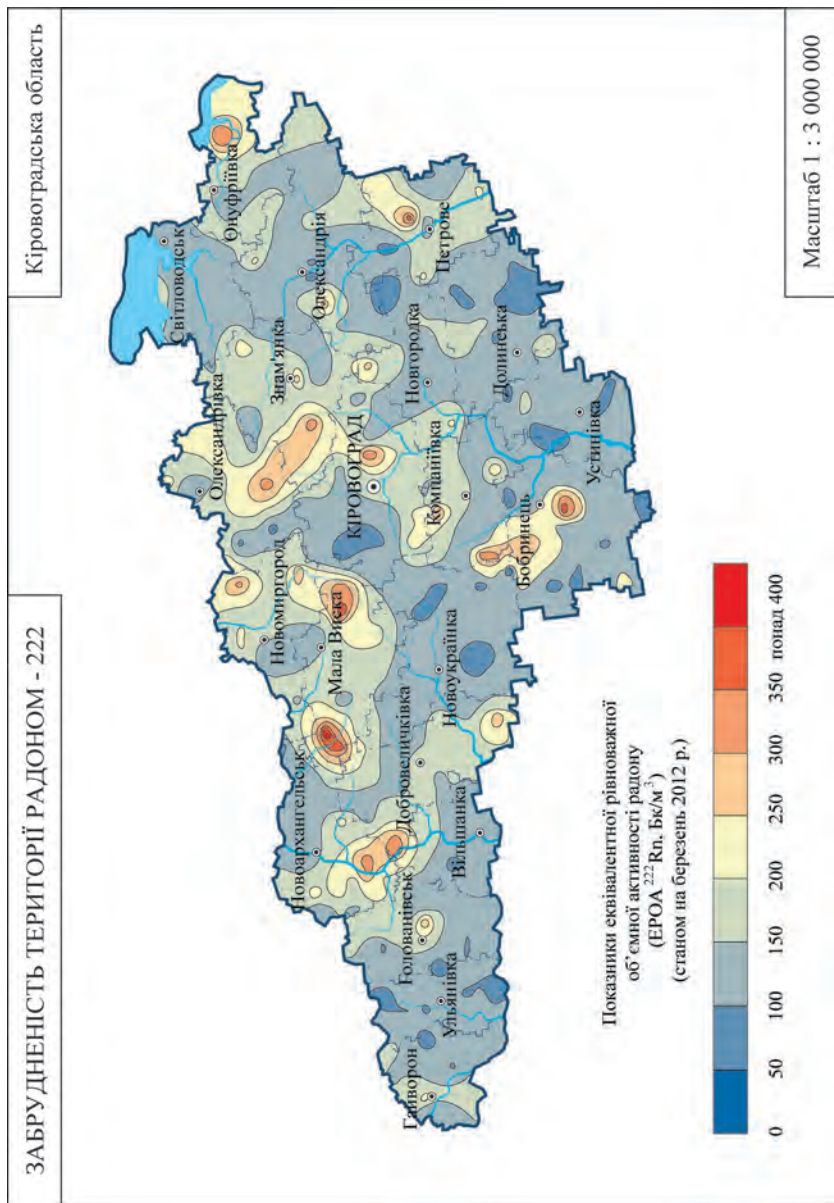 ЗАБРУДНЕНІСТЬ ТЕРИТОРІЇ РАДОНОМ - 222
Кіровоградська область
Світловодськ
Онуфріївка
Олександрівка
Знам'янка
Олександрія
Петрове
Новомиргород
КІРОВОГРАД
Новгородка
Долинська
Мала Виска
Компаніївка
Бобринець
Устинівка
Новоархангельськ
Добровеличківка
Новоукраїнка
Голованівськ
Вільшанка
Ульянівка
Гайворон
Показники еквівалентної рівноважної
об’ємної активності радону
(ЕРОА ²²² Rn, Бк/м³)
(станом на березень 2012 р.)
0 50 100 150 200 250 300 350 понад 400
Масштаб 1 : 3 000 000